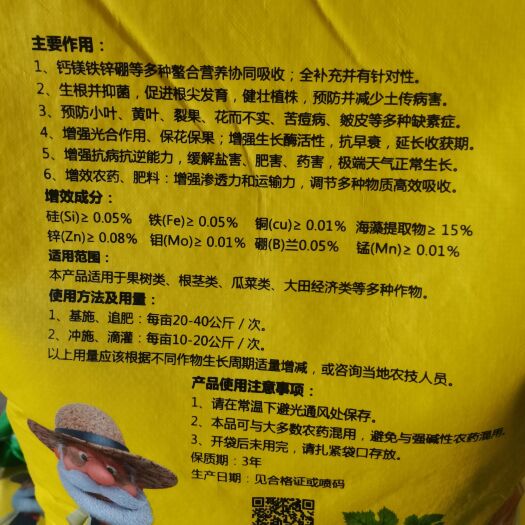 主要作用：
1、钙镁铁锌硼等多种螯合营养协同吸收；全补充并有针对性。
2、生根并抑菌，促进根尖发育，健壮植株，预防并减少土传病害。
3、预防小叶、黄叶、裂果、花而不实、苦痘病、皴皮等多种缺素症。
4、增强光合作用、保花保果；增强生长酶活性，抗早衰，延长收获期。
5、增强抗病抗逆能力，缓解盐害、肥害、药害，极端天气正常生长。
6、增效农药、肥料：增强渗透力和运输力，调节多种物质高效吸收。
增效成分：
硅(Si)≥ 0.05% 铁(Fe)≥ 0.05% 铜(cu)≥ 0.01% 海藻提取物≥ 15%
锌(Zn)≥ 0.08% 钼(Mo)≥ 0.01% 硼(B)兰0.05% 锰(Mn)≥ 0.01%
适用范围：
本产品适用于果树类、根茎类、瓜菜类、大田经济类等多种作物。
使用方法及用量：
1、基施、追肥：每亩20-40公斤／次。
2、冲施、滴灌：每亩10-20公斤／次。
以上用量应该根据不同作物生长周期适量增减，或咨询当地农技人员。
产品使用注意事项：
1、请在常温下避光通风处保存。
2、本品可与大多数农药混用，避免与强碱性农药混用。
3、开袋后未用完，请扎紧袋口存放。
保质期：3年
生产日期：见合格证或喷码